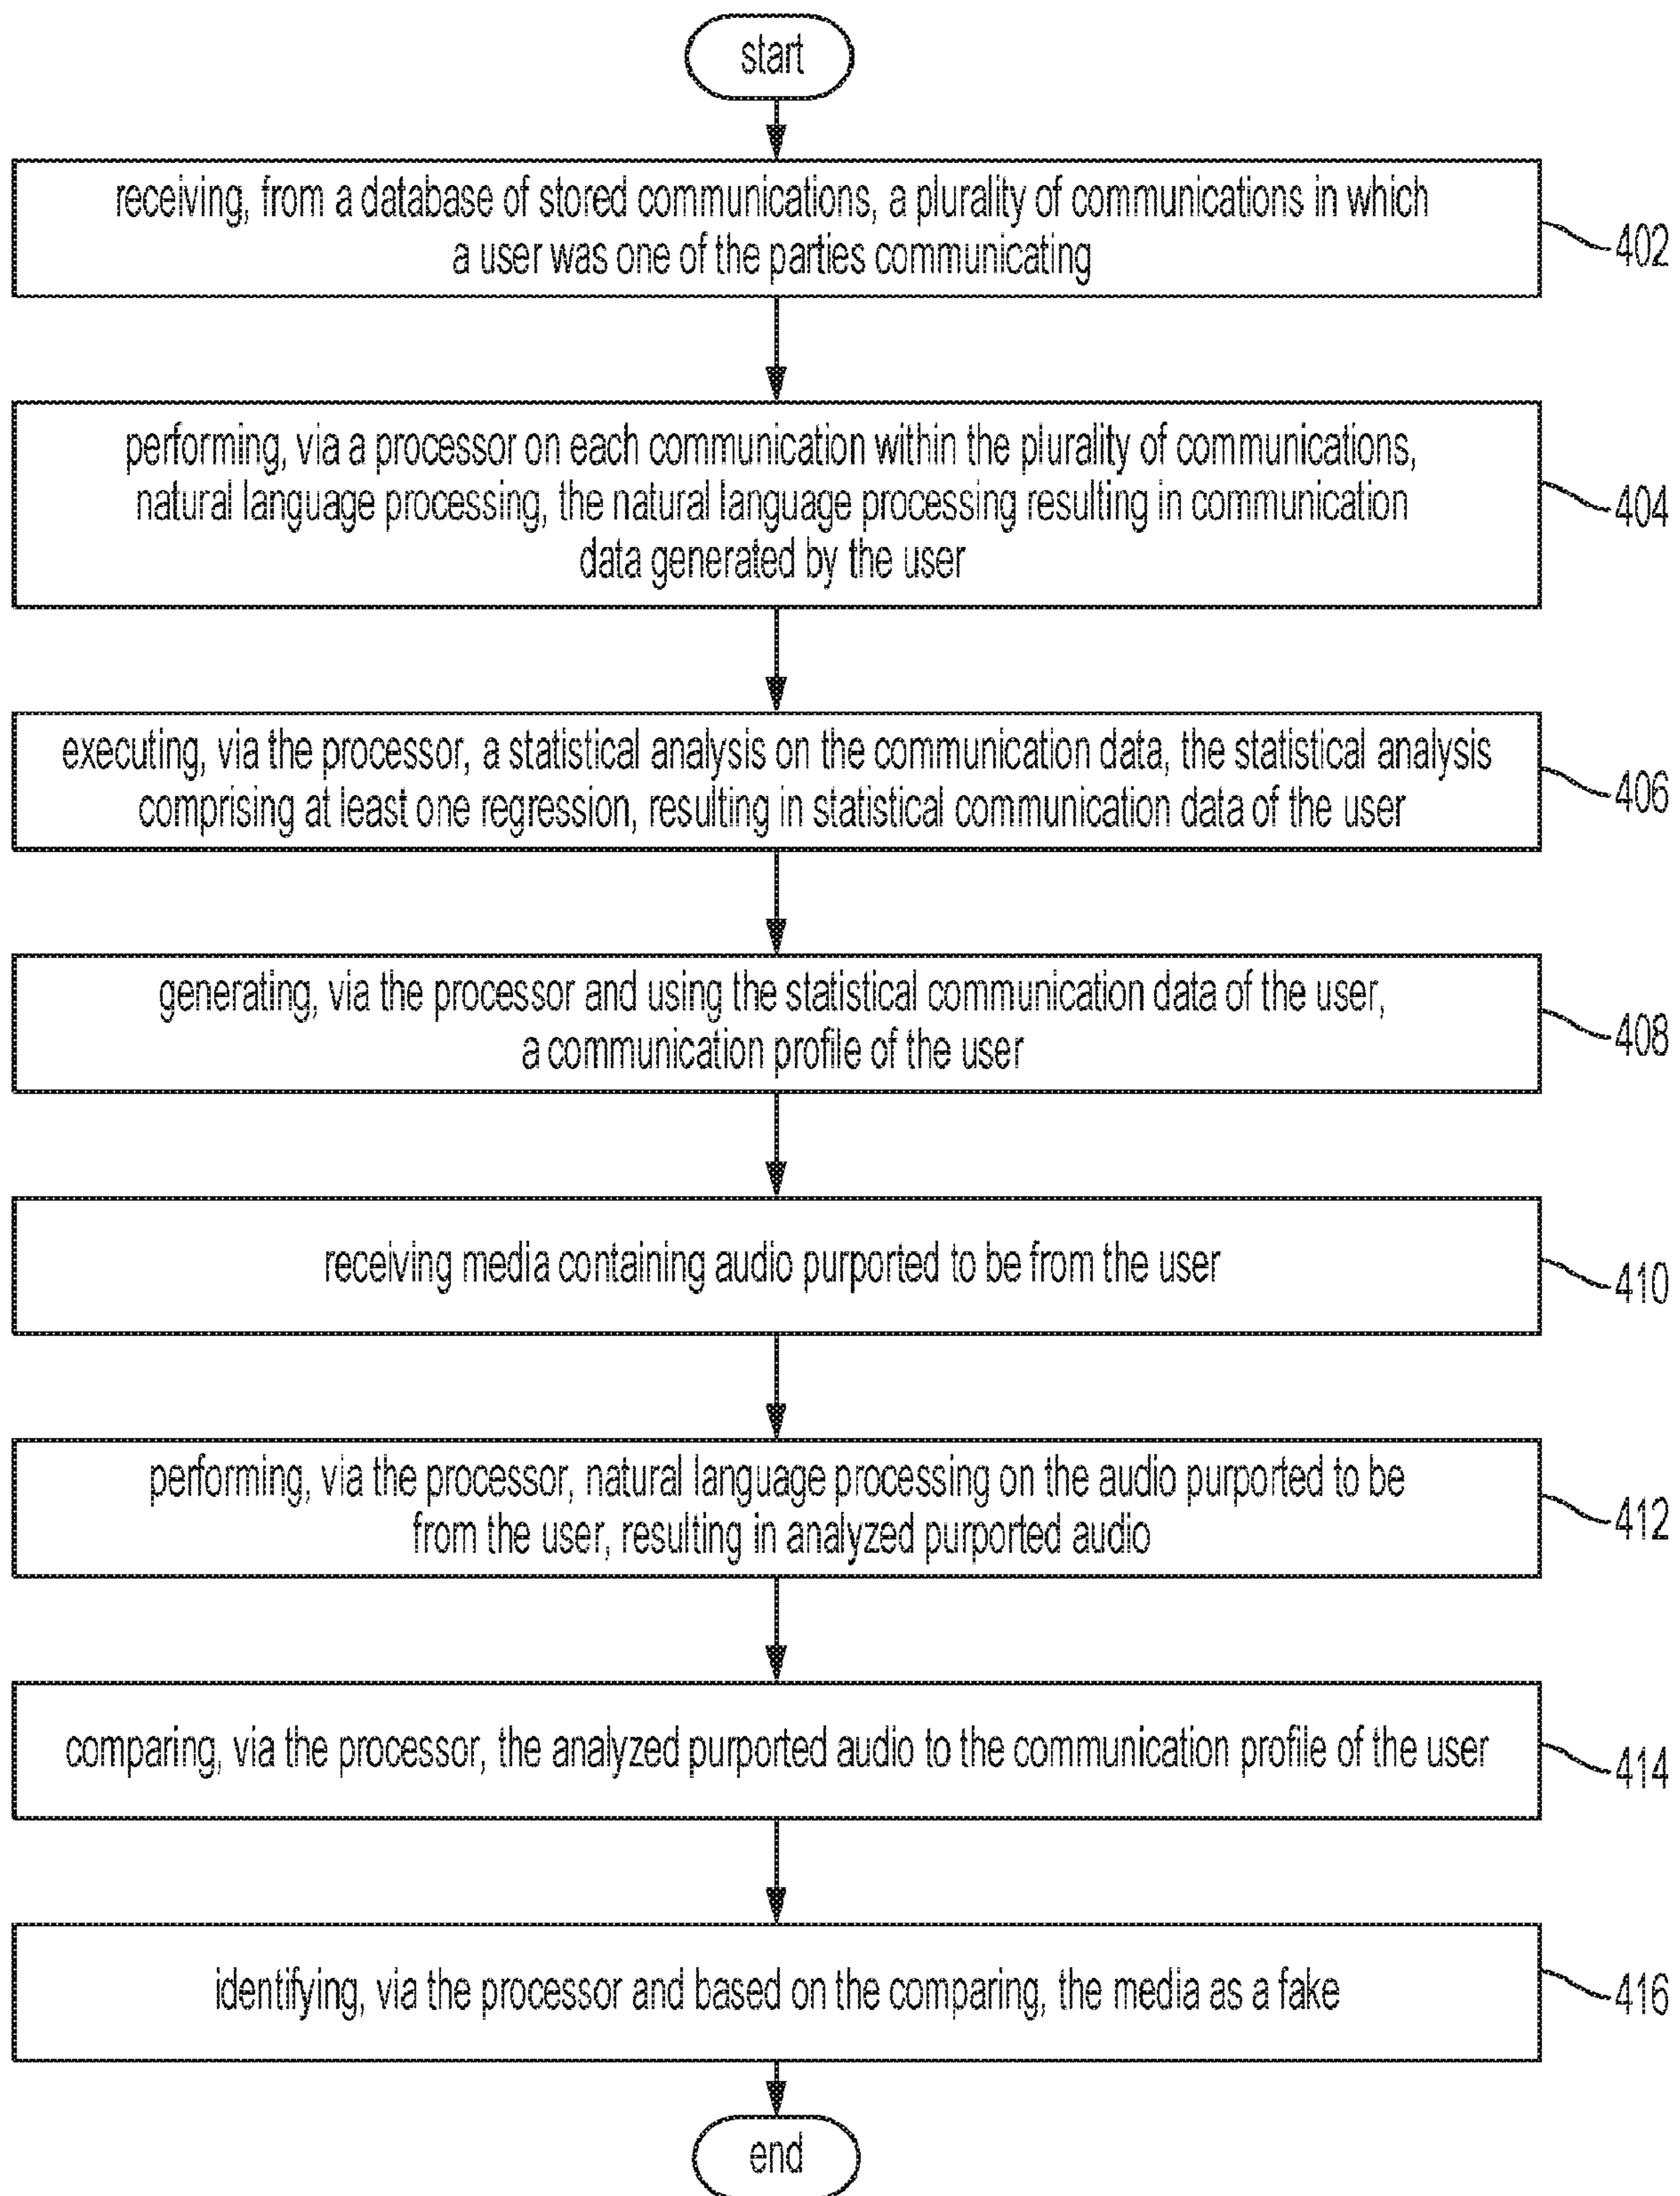 start
receiving, from a database of stored communications, a plurality of communications in which
a user was one of the parties communicating
402
performing, via a processor on each communication within the plurality of communications,
natural language processing, the natural language processing resulting in communication
data generated by the user
404
executing, via the processor, a statistical analysis on the communication data, the statistical analysis
comprising at least one regression, resulting in statistical communication data of the user
406
generating, via the processor and using the statistical communication data of the user,
a communication profile of the user
408
receiving media containing audio purported to be from the user
410
performing, via the processor, natural language processing on the audio purported to be
from the user, resulting in analyzed purported audio
412
comparing, via the processor, the analyzed purported audio to the communication profile of the user
414
identifying, via the processor and based on the comparing, the media as a fake
416
end